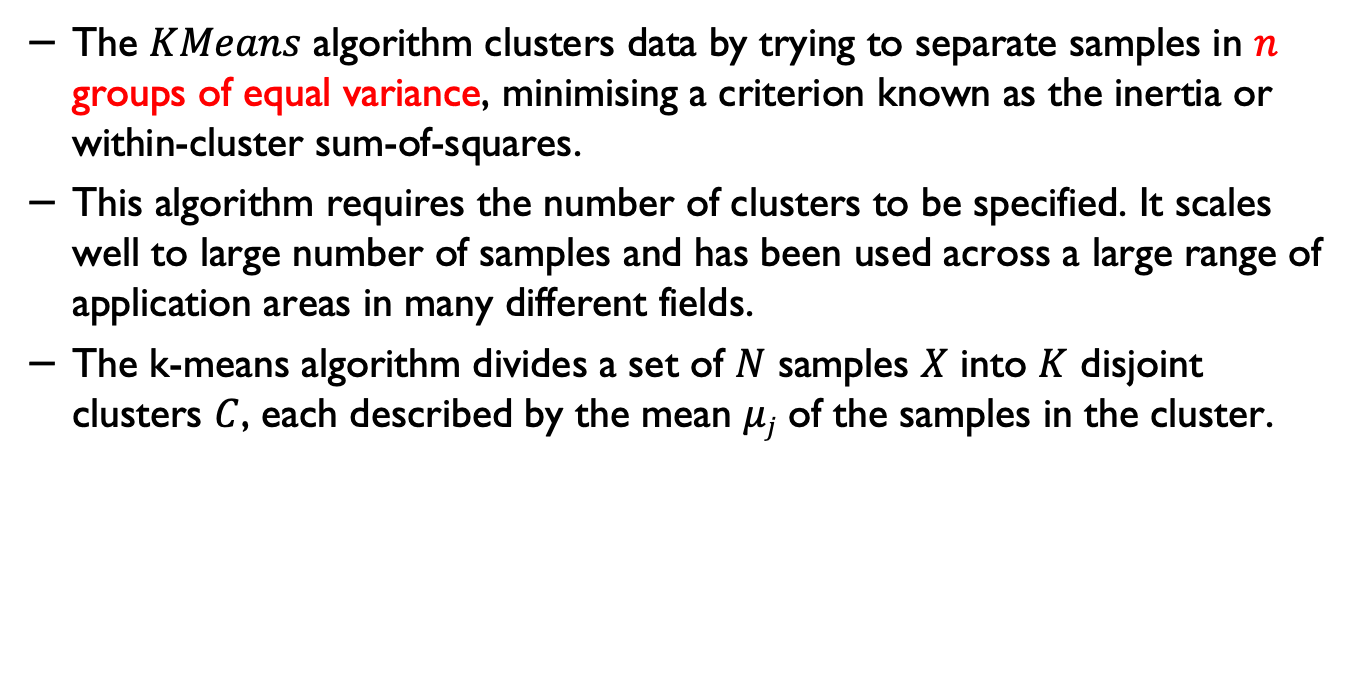 – The KMeans algorithm clusters data by trying to separate samples in n
groups of equal variance, minimising a criterion known as the inertia or
within-cluster sum-of-squares.
– This algorithm requires the number of clusters to be specified. It scales
well to large number of samples and has been used across a large range of
application areas in many different fields.
– The k-means algorithm divides a set of N samples X into K disjoint
clusters C, each described by the mean μⱼ of the samples in the cluster.